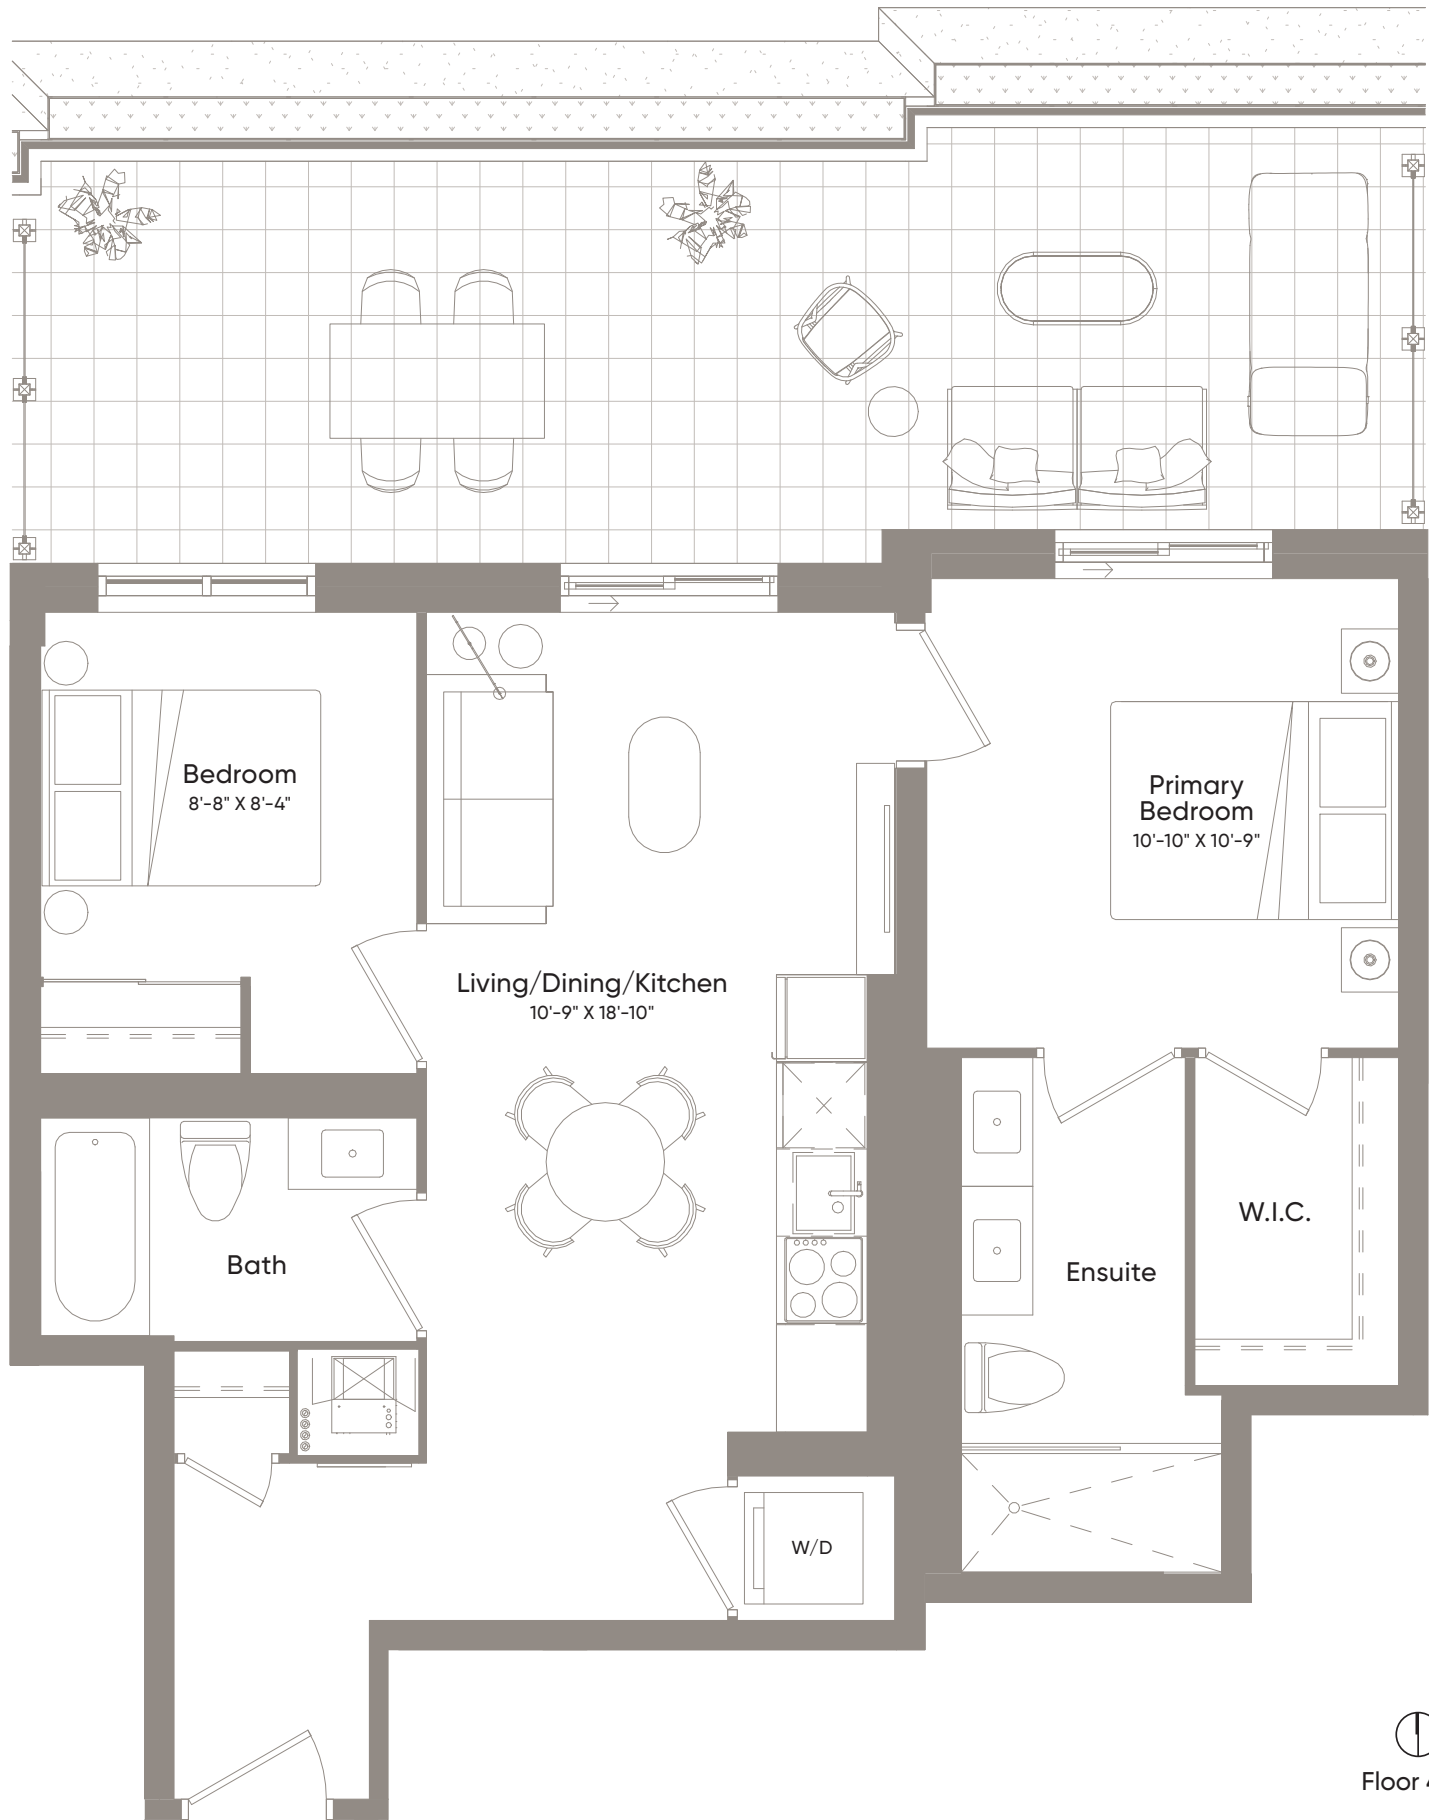 Bedroom
8'-8" X 8'-4"
Primary
Bedroom
10'-10" X 10'-9"
Living/Dining/Kitchen
10'-9" X 18'-10"
W.I.C.
Bath
Ensuite
W/D
Floor